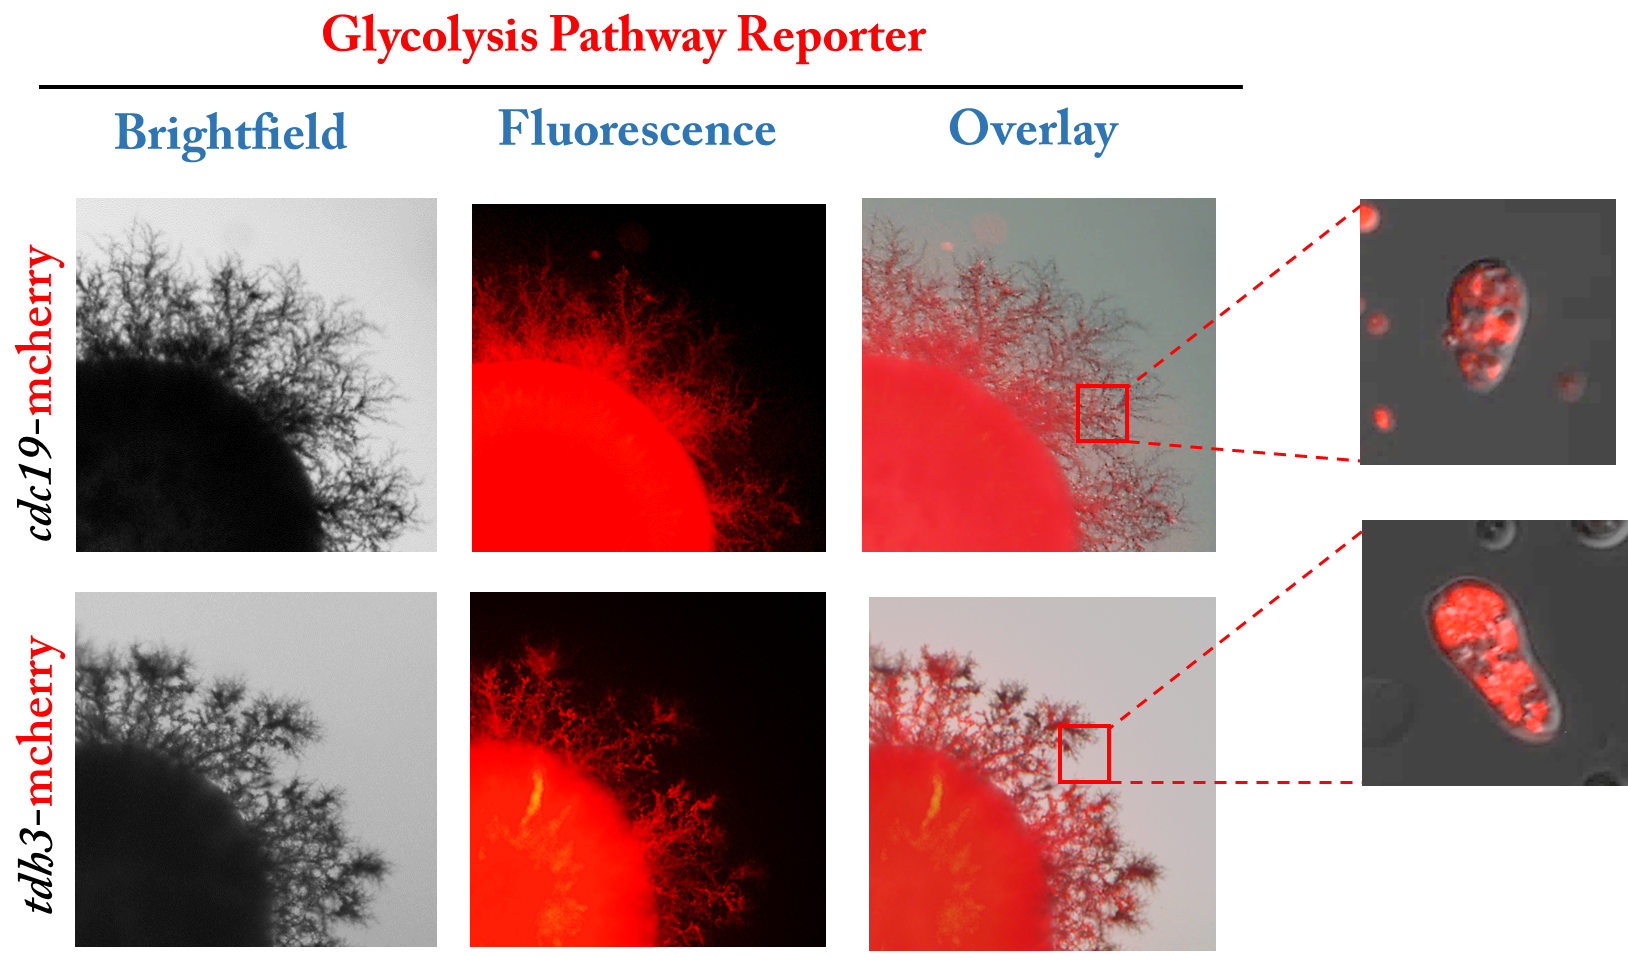 Glycolysis Pathway Reporter
Brightfield
Fluorescence
Overlay
cdc19-mcherry
tdh3-mcherry